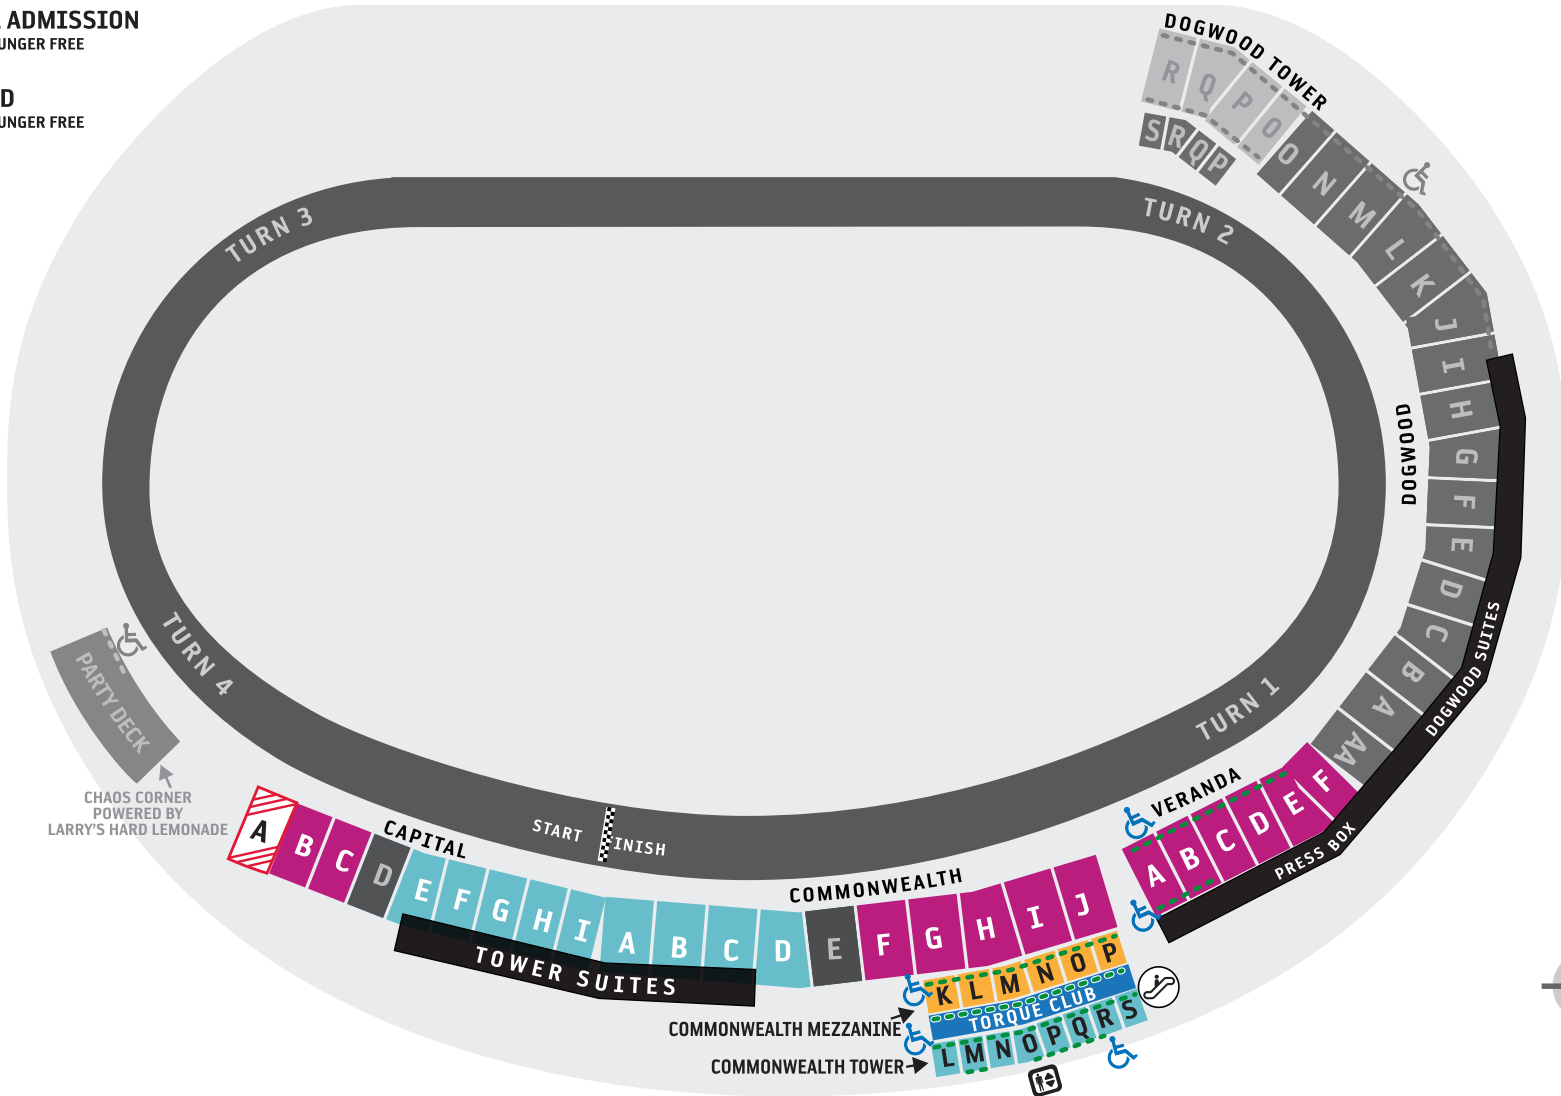 ADMISSION
UNGER FREE
D
UNGER FREE
DOGWOOD TOWER
R Q P O
S R Q P
O N M L K J I H G F E D C B A AA
TURN 3
TURN 2
DOGWOOD
TURN 4
TURN 1
DOGWOOD SUITES
PARTY DECK
CHAOS CORNER
POWERED BY
LARRY'S HARD LEMONADE
VERANDA
A B C D E F
PRESS BOX
START
INISH
CAPITAL
A B C D E F G H I
COMMONWEALTH
A B C D E F G H I J
TOWER SUITES
K L M N O P
TORQUE CLUB
COMMONWEALTH MEZZANINE
L M N O P Q R S
COMMONWEALTH TOWER